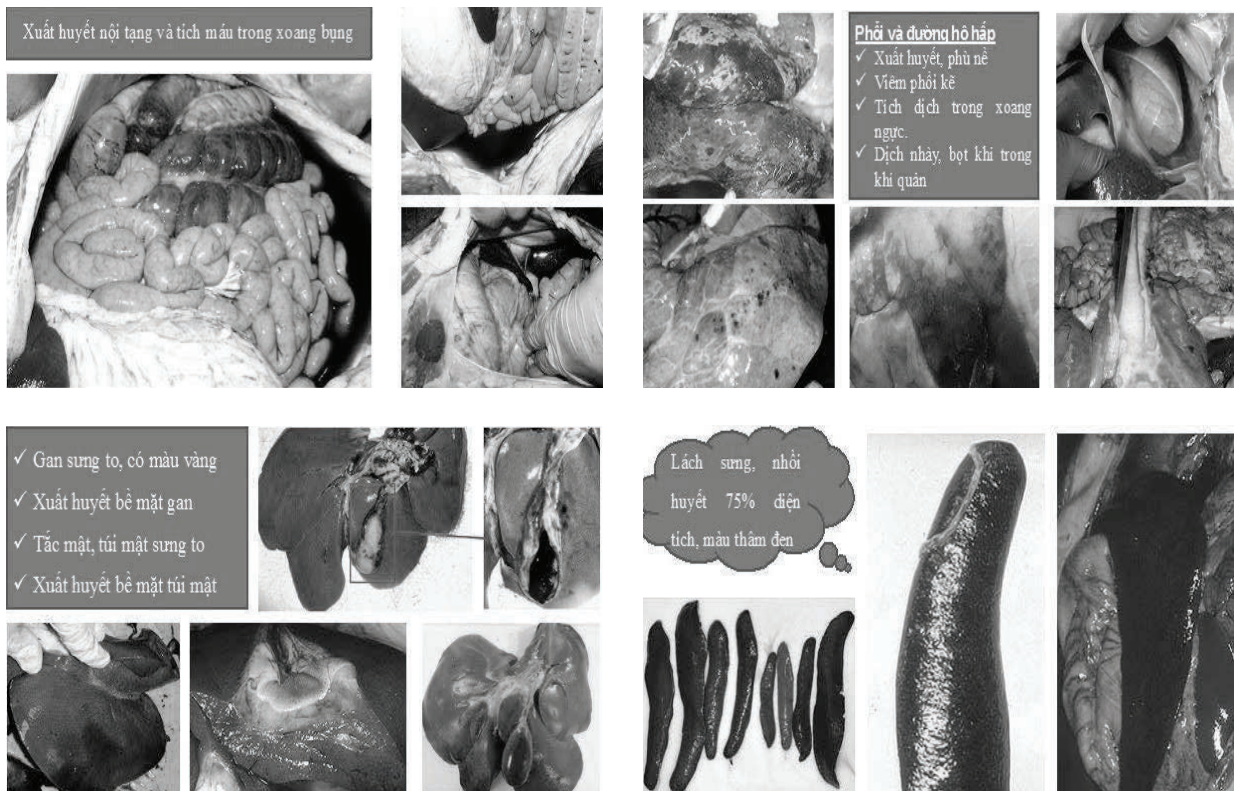 Xuất huyết nội tạng và tích máu trong xoang bụng
Phổi và đường hô hấp
✓ Xuất huyết, phù nề
✓ Viêm phổi kẽ
✓ Tích dịch trong xoang
ngực.
✓ Dịch nhày, bọt khí trong
khí quản
✓ Gan sưng to, có màu vàng
✓ Xuất huyết bề mặt gan
✓ Tắc mật, túi mật sưng to
✓ Xuất huyết bề mặt túi mật
Lách sưng, nhồi
huyết 75% diện
tích, màu thâm đen